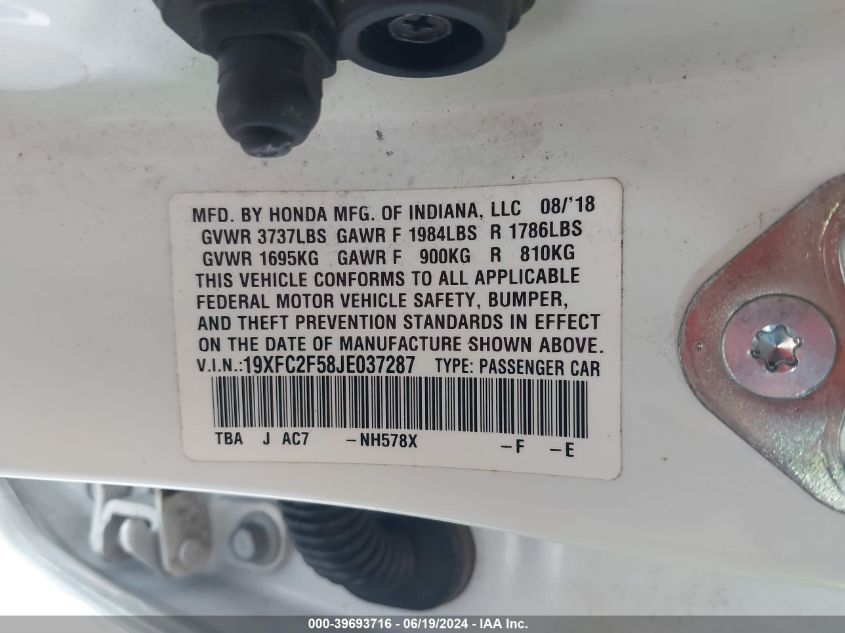 MFD. BY HONDA MFG. OF INDIANA, LLC 08/'18
GVWR 3737LBS GAWR F 1984LBS R 1786LBS
GVWR 1695KG GAWR F 900KG R 810KG
THIS VEHICLE CONFORMS TO ALL APPLICABLE
FEDERAL MOTOR VEHICLE SAFETY, BUMPER,
AND THEFT PREVENTION STANDARDS IN EFFECT
ON THE DATE OF MANUFACTURE SHOWN ABOVE.
V.I.N.:19XFC2F58JE037287 TYPE: PASSENGER CAR
TBA J AC7 -NH578X -F -E
000-39693716 - 06/19/2024 - IAA Inc.